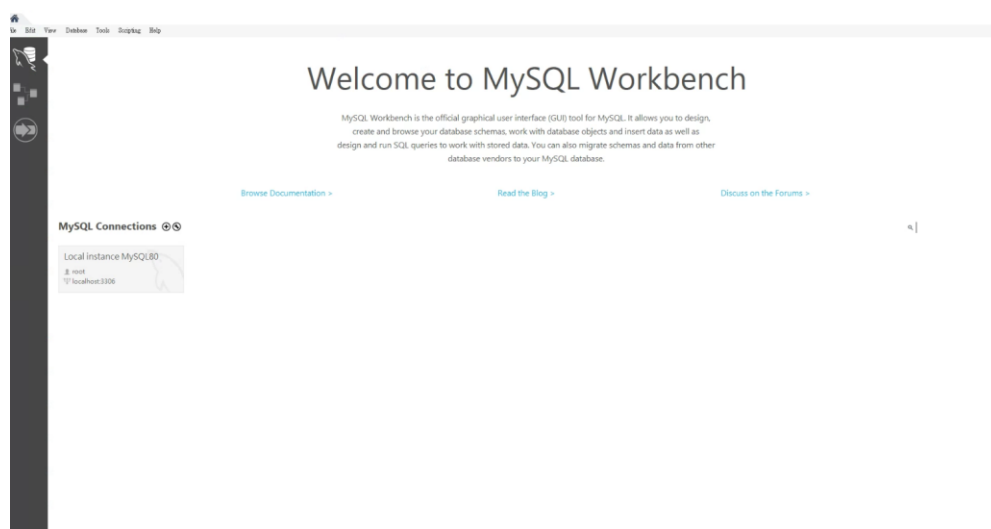 File Edit View Database Tools Scripting Help
Welcome to MySQL Workbench
MySQL Workbench is the official graphical user interface (GUI) tool for MySQL. It allows you to design,
create and browse your database schemas, work with database objects and insert data as well as
design and run SQL queries to work with stored data. You can also migrate schemas and data from other
database vendors to your MySQL database.
Browse Documentation > Read the Blog > Discuss on the Forums >
MySQL Connections
Local instance MySQL80
root
localhost:3306